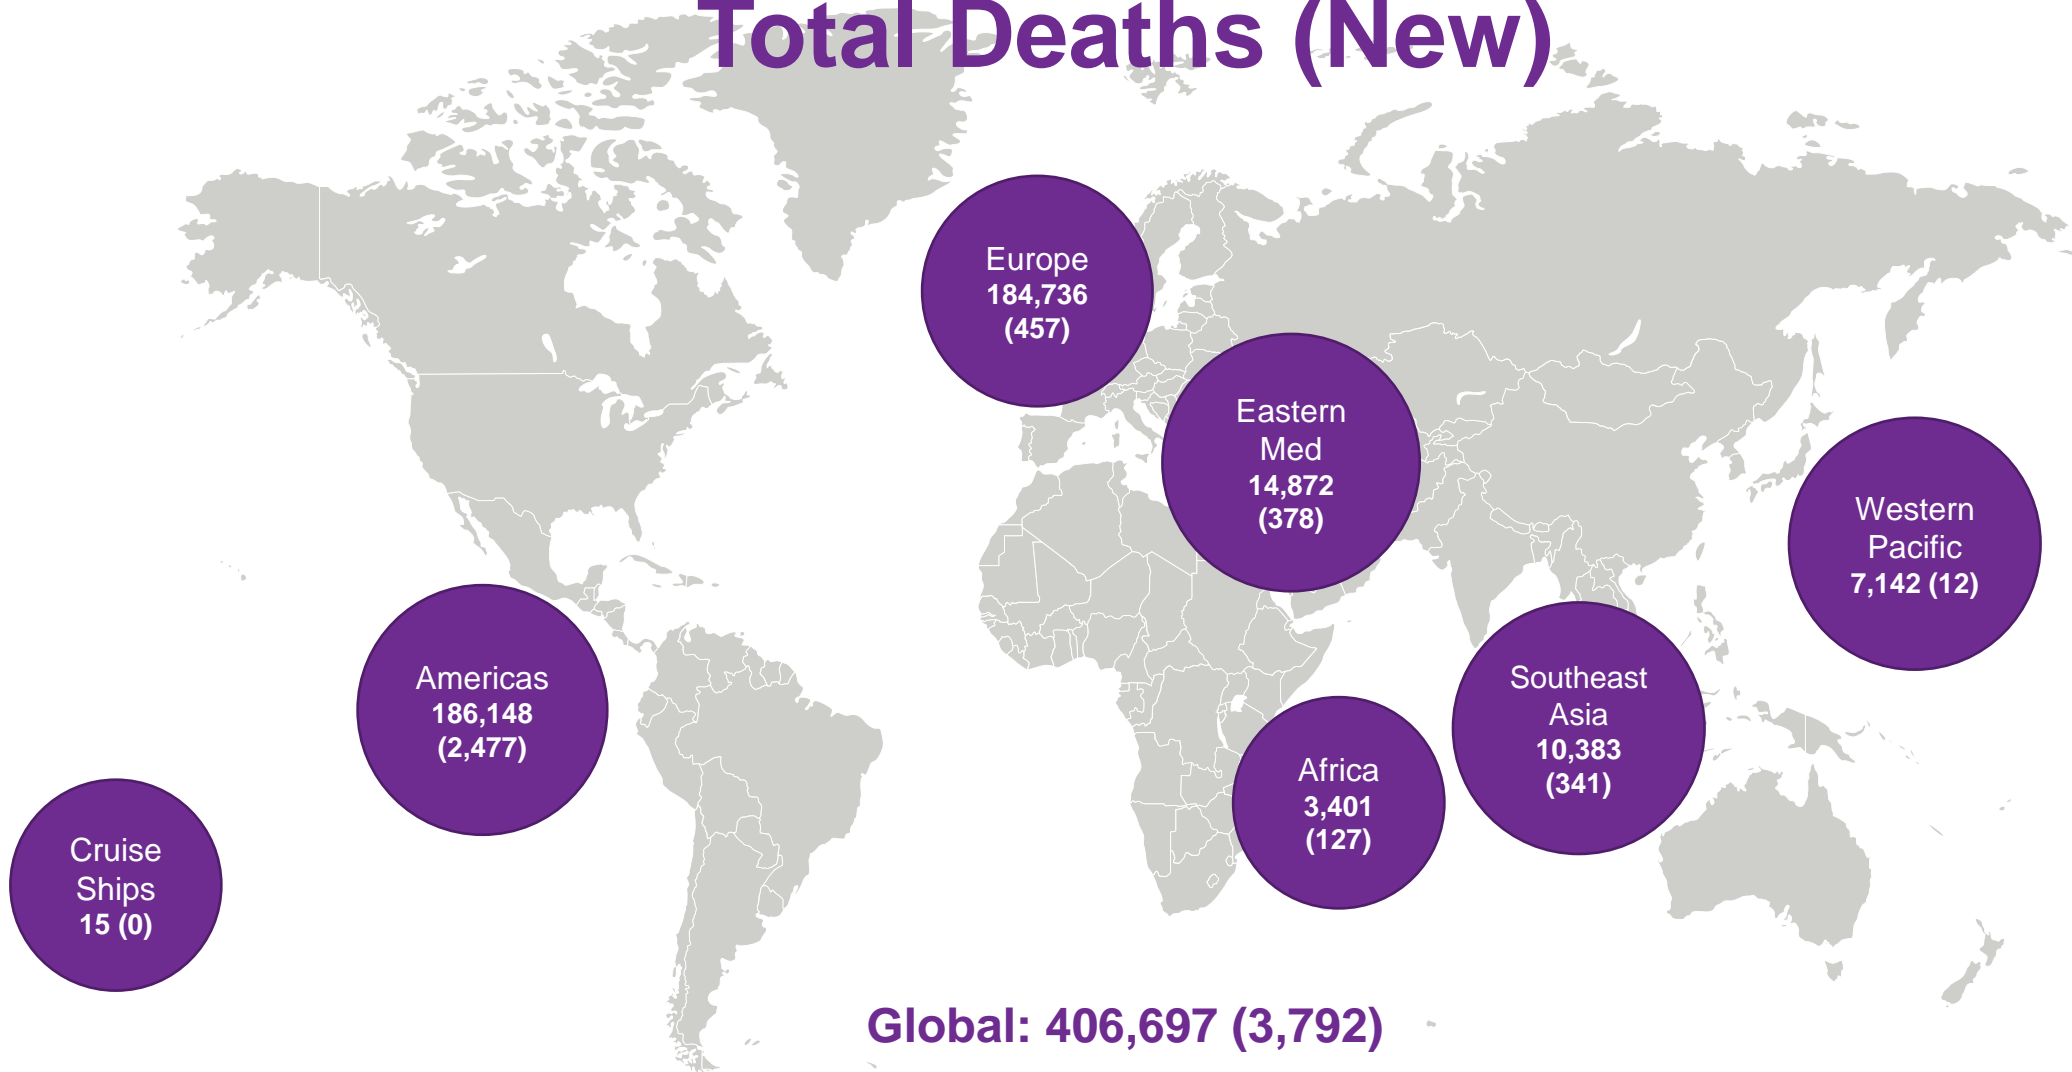 Total Deaths (New)
Europe
184,736
(457)
Eastern
Med
14,872
(378)
Western
Pacific
7,142 (12)
Americas
186,148
(2,477)
Southeast
Asia
10,383
(341)
Africa
3,401
(127)
Cruise
Ships
15 (0)
Global: 406,697 (3,792)